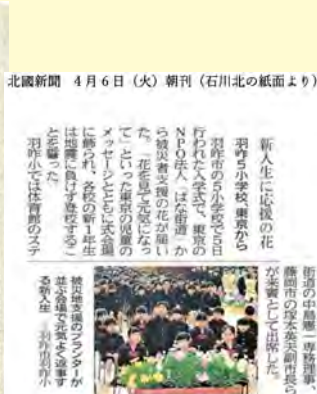 北國新聞　４月６日（火）朝刊（石川北の紙面より）
新入生に応援の花
羽咋５小学校、東京から
羽咋市の５小学校で５日
行われた入学式で、東京の
ＮＰＯ法人「はな街道」か
ら被災者支援の花が届い
た。「花を見て元気になっ
て」といった東京の児童の
メッセージとともに式会場
に飾られ、各校の新１年生
は地震に負けず登校するこ
とを誓った。
羽咋小では体育館のステ
街道の中島憲一専務理事、
藤岡市の塚本英夫副市長ら
が来賓として出席した。
被災地支援のプランターが
並ぶ会場で元気よく返事す
る新入生＝羽咋市羽咋小